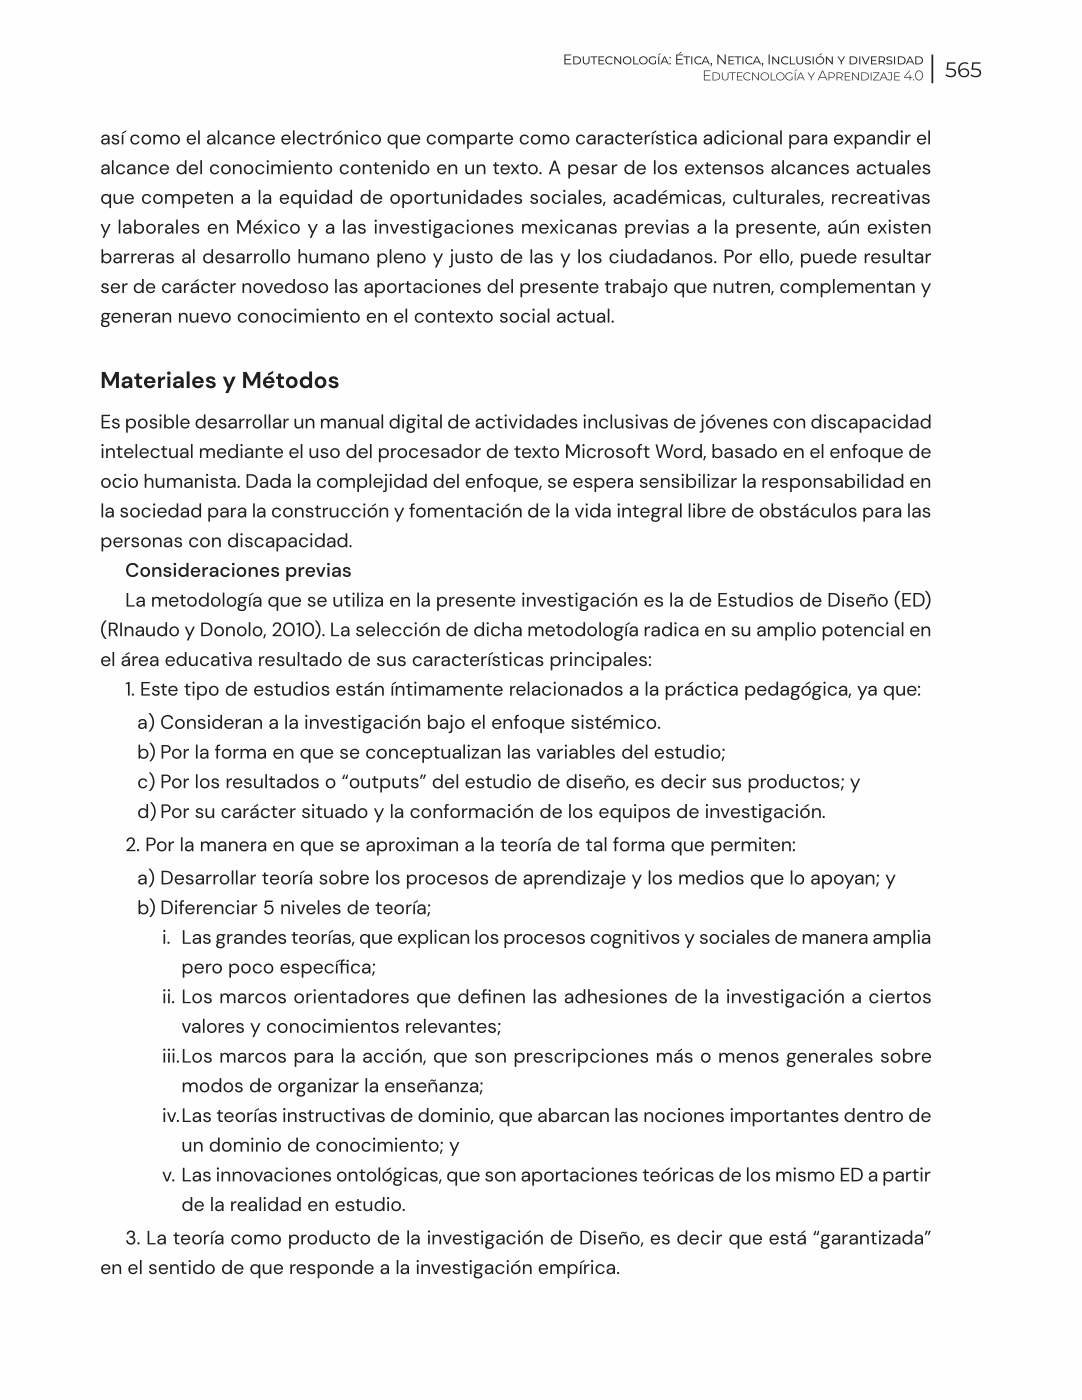 Edutecnología: Ética, Netica, Inclusión y diversidad
Edutecnología y Aprendizaje 4.0
565
así como el alcance electrónico que comparte como característica adicional para expandir el
alcance del conocimiento contenido en un texto. A pesar de los extensos alcances actuales
que competen a la equidad de oportunidades sociales, académicas, culturales, recreativas
y laborales en México y a las investigaciones mexicanas previas a la presente, aún existen
barreras al desarrollo humano pleno y justo de las y los ciudadanos. Por ello, puede resultar
ser de carácter novedoso las aportaciones del presente trabajo que nutren, complementan y
generan nuevo conocimiento en el contexto social actual.
Materiales y Métodos
Es posible desarrollar un manual digital de actividades inclusivas de jóvenes con discapacidad
intelectual mediante el uso del procesador de texto Microsoft Word, basado en el enfoque de
ocio humanista. Dada la complejidad del enfoque, se espera sensibilizar la responsabilidad en
la sociedad para la construcción y fomentación de la vida integral libre de obstáculos para las
personas con discapacidad.
Consideraciones previas
La metodología que se utiliza en la presente investigación es la de Estudios de Diseño (ED)
(RInaudo y Donolo, 2010). La selección de dicha metodología radica en su amplio potencial en
el área educativa resultado de sus características principales:
1. Este tipo de estudios están íntimamente relacionados a la práctica pedagógica, ya que:
a) Consideran a la investigación bajo el enfoque sistémico.
b) Por la forma en que se conceptualizan las variables del estudio;
c) Por los resultados o “outputs” del estudio de diseño, es decir sus productos; y
d) Por su carácter situado y la conformación de los equipos de investigación.
2. Por la manera en que se aproximan a la teoría de tal forma que permiten:
a) Desarrollar teoría sobre los procesos de aprendizaje y los medios que lo apoyan; y
b) Diferenciar 5 niveles de teoría;
i. Las grandes teorías, que explican los procesos cognitivos y sociales de manera amplia
pero poco específica;
ii. Los marcos orientadores que definen las adhesiones de la investigación a ciertos
valores y conocimientos relevantes;
iii. Los marcos para la acción, que son prescripciones más o menos generales sobre
modos de organizar la enseñanza;
iv. Las teorías instructivas de dominio, que abarcan las nociones importantes dentro de
un dominio de conocimiento; y
v. Las innovaciones ontológicas, que son aportaciones teóricas de los mismo ED a partir
de la realidad en estudio.
3. La teoría como producto de la investigación de Diseño, es decir que está “garantizada”
en el sentido de que responde a la investigación empírica.